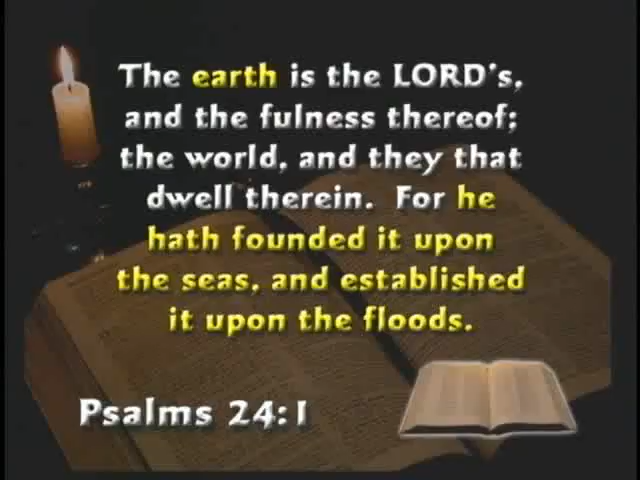 The earth is the LORD's,
and the fulness thereof;
the world, and they that
dwell therein. For he
hath founded it upon
the seas, and established
it upon the floods.
Psalms 24:1